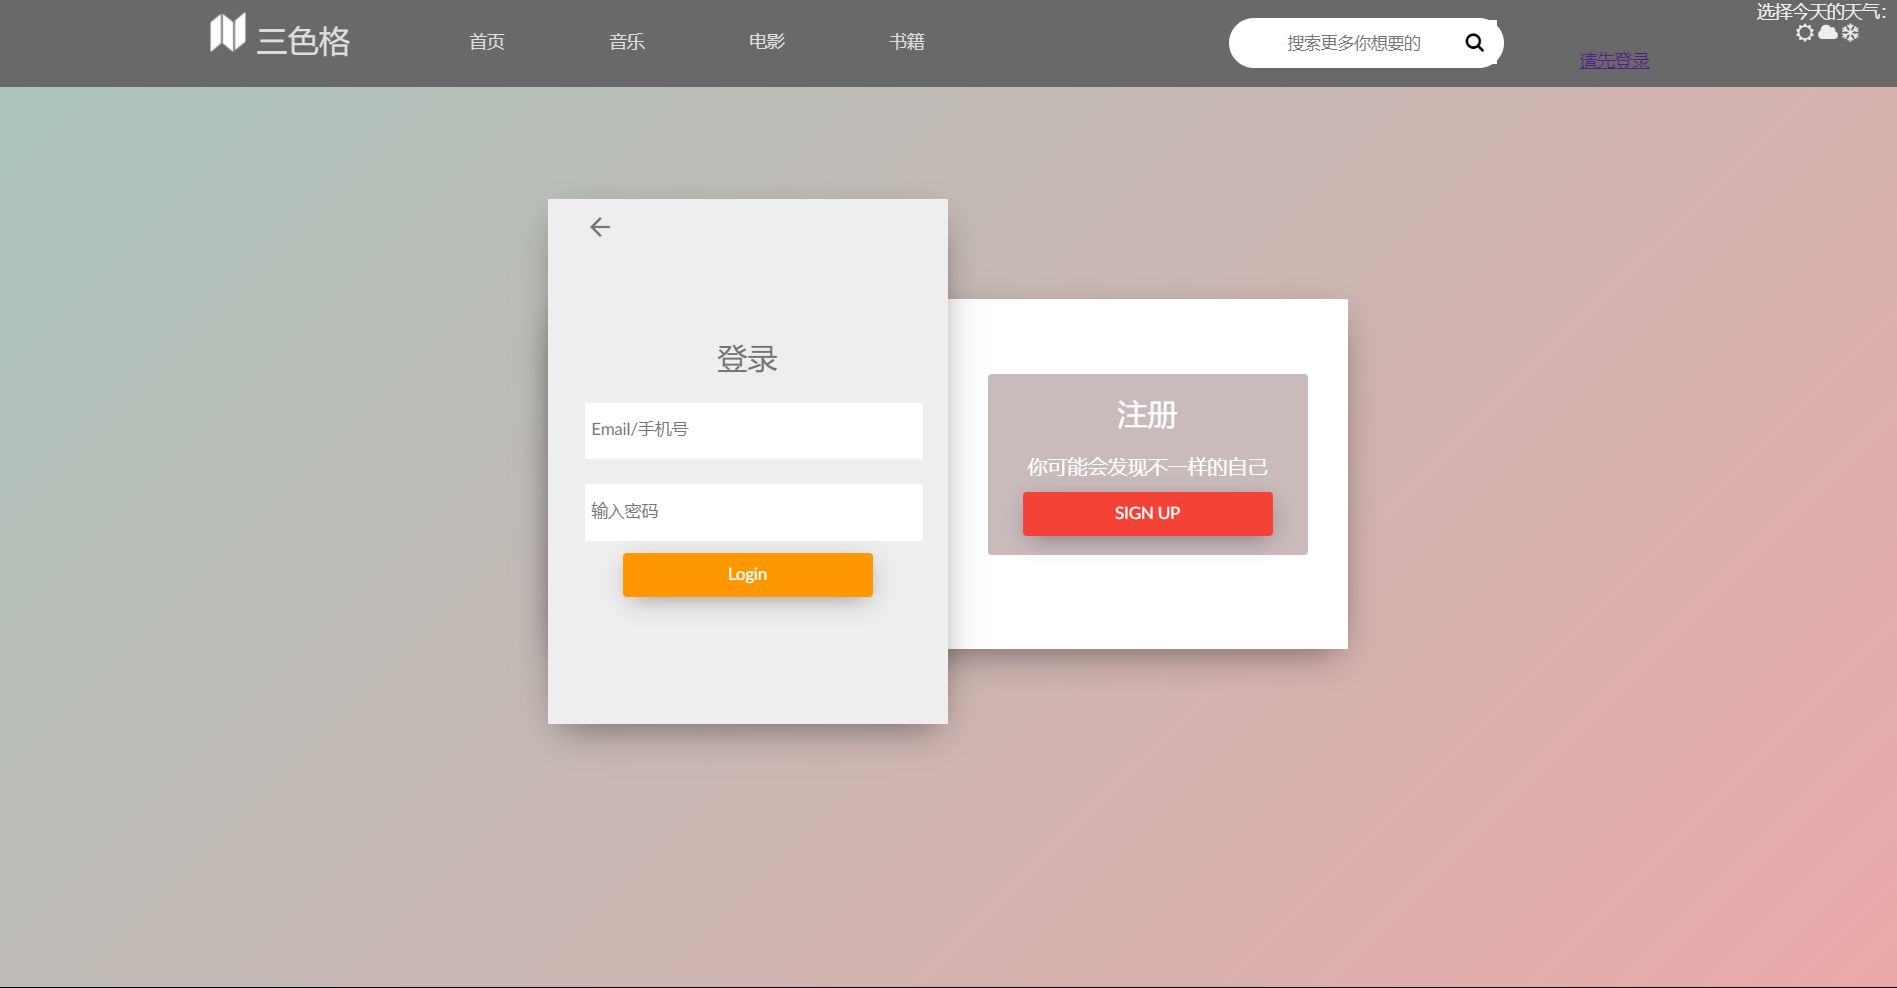 三色格
首页
音乐
电影
书籍
搜索更多你想要的
请先登录
选择今天的天气:
登录
Email/手机号
输入密码
Login
注册
你可能会发现不一样的自己
SIGN UP